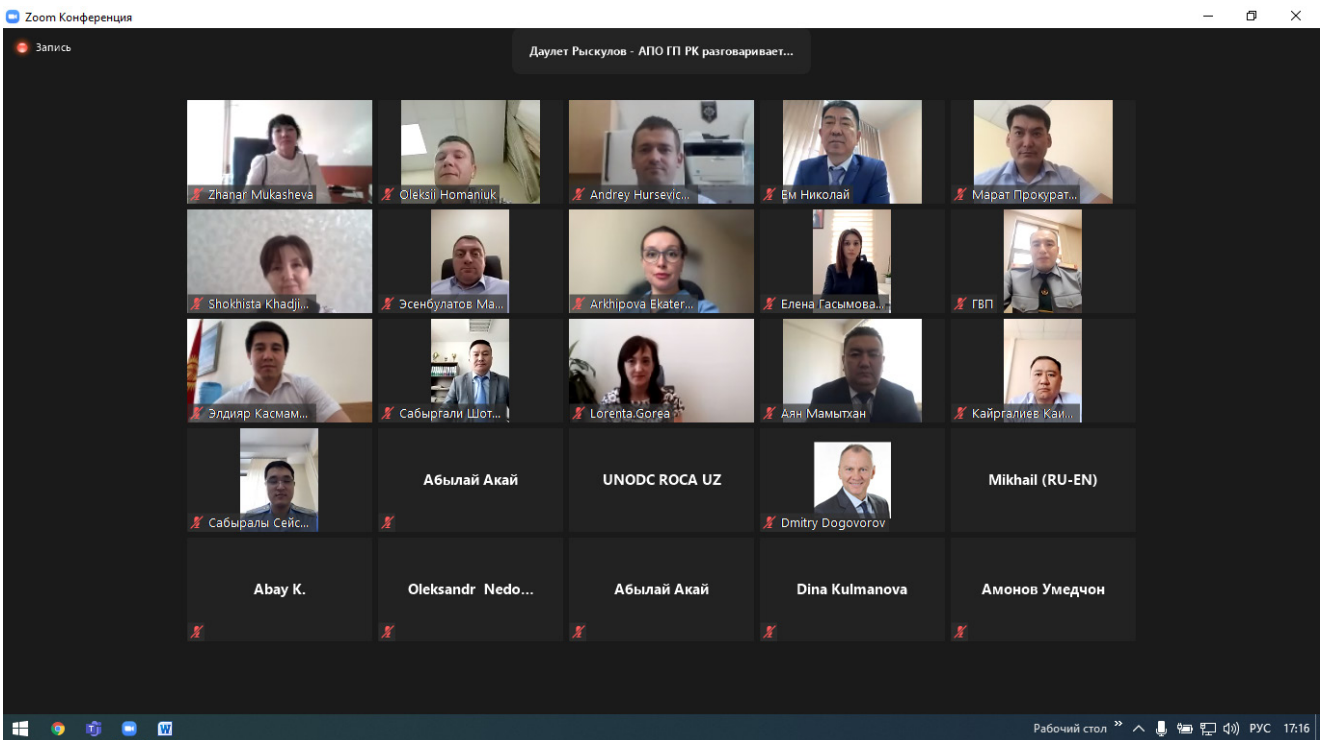 Zoom Конференция
Запись
Даулет Рыскулов - АПО ГП РК разговаривает...
Zhanar Mukasheva
Oleksii Homaniuk
Andrey Hursevic...
Ем Николай
Марат Прокурат...
Shokhista Khadji...
Эсенбулатов Ма...
Arkhipova Ekater...
Елена Гасымова...
ГВП
Элдияр Касмам...
Сабыргали Шот...
Lorenta.Gorea
Аян Мамытхан
Кайргалиев Каи...
Сабыралы Сейс...
Абылай Акай
UNODC ROCA UZ
Dmitry Dogovorov
Mikhail (RU-EN)
Abay K.
Oleksandr Nedo...
Абылай Акай
Dina Kulmanova
Амонов Умедчон
Рабочий стол
РУС
17:16